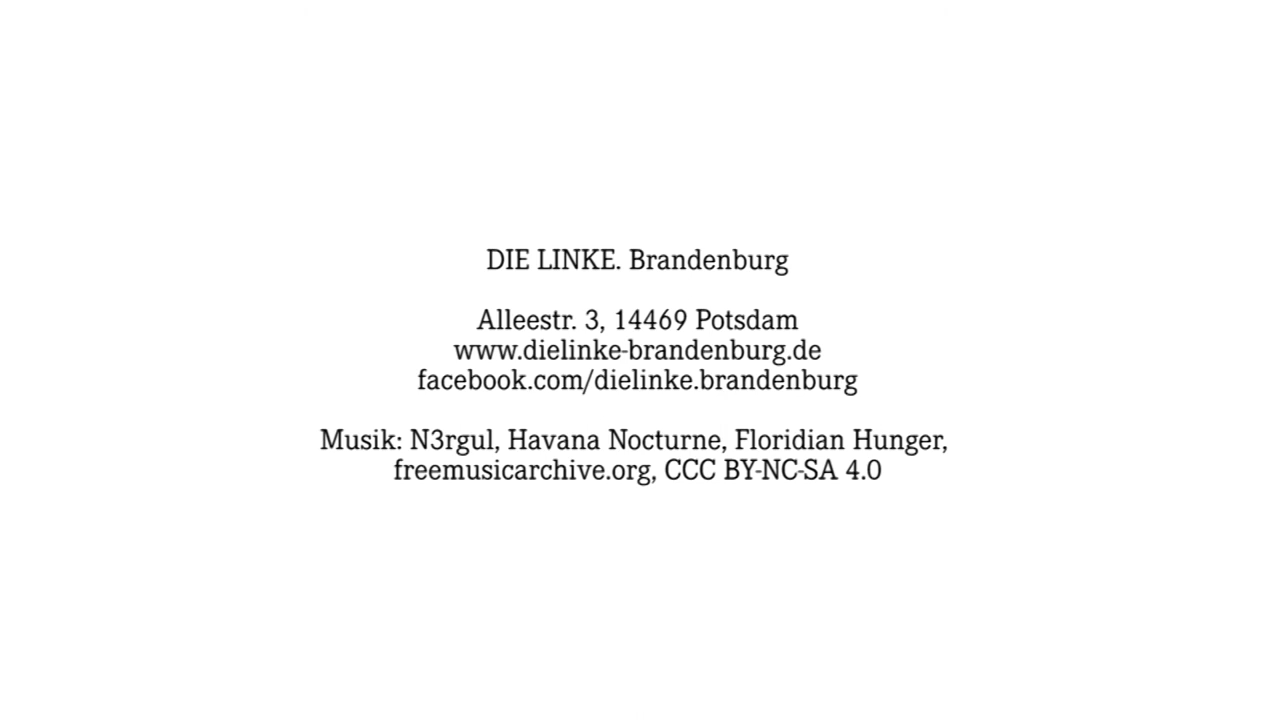 DIE LINKE. Brandenburg
Alleestr. 3, 14469 Potsdam
www.dielinke-brandenburg.de
facebook.com/dielinke.brandenburg
Musik: N3rgul, Havana Nocturne, Floridian Hunger,
freemusicarchive.org, CCC BY-NC-SA 4.0